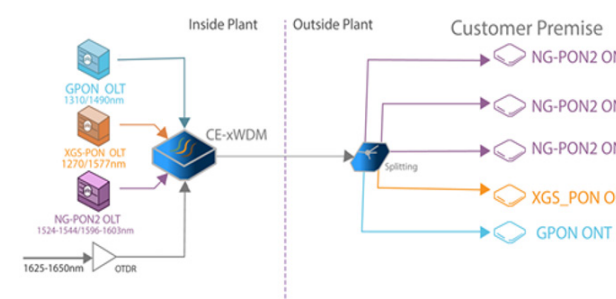 Inside Plant
Outside Plant
Customer Premise
GPON OLT
1310/1490nm
XGS-PON OLT
1270/1577nm
NG-PON2 OLT
1524-1544/1596-1603nm
1625-1650nm
OTDR
CE-xWDM
Splitting
NG-PON2 ON
NG-PON2 ON
NG-PON2 ON
XGS_PON O
GPON ONT